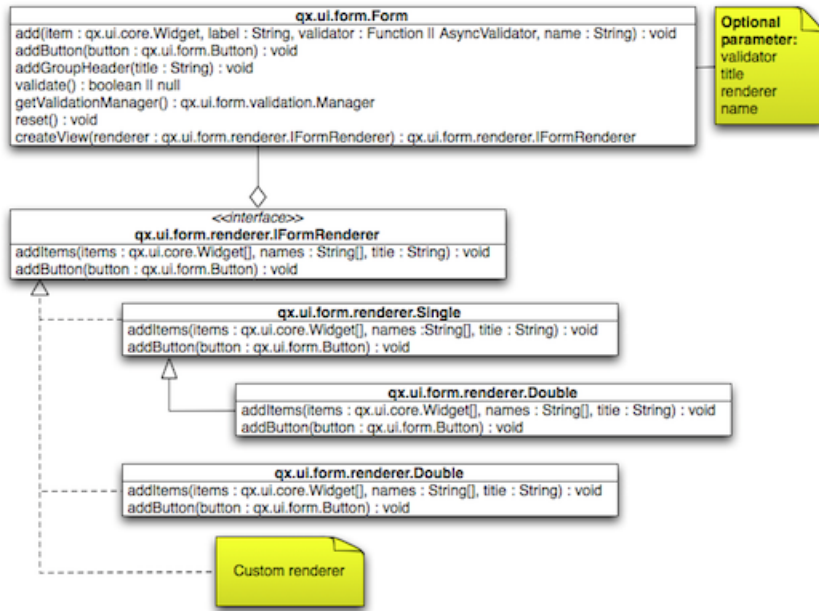 qx.ui.form.Form
add(item : qx.ui.core.Widget, label : String, validator : Function || AsyncValidator, name : String) : void
addButton(button : qx.ui.form.Button) : void
addGroupHeader(title : String) : void
validate() : boolean || null
getValidationManager() : qx.ui.form.validation.Manager
reset() : void
createView(renderer : qx.ui.form.renderer.IFormRenderer) : qx.ui.form.renderer.IFormRenderer
Optional
parameter:
validator
title
renderer
name
<<interface>>
qx.ui.form.renderer.IFormRenderer
addItems(items : qx.ui.core.Widget[], names : String[], titie : String) : void
addButton(button : qx.ui.form.Button) : void
qx.ui.form.renderer.Single
addItems(items : qx.ui.core.Widget[], names :String[], titie : String) : void
addButton(button : qx.ui.form.Button) : void
qx.ui.form.renderer.Double
addItems(items : qx.ui.core.Widget[], names : String[], titie : String) : void
addButton(button : qx.ui.form.Button) : void
qx.ui.form.renderer.Double
addItems(items : qx.ui.core.Widget[], names : String[], titie : String) : void
addButton(button : qx.ui.form.Button) : void
Custom renderer